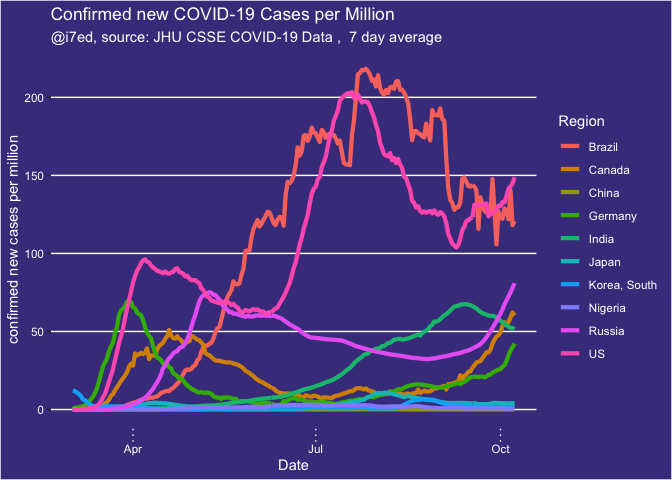 Confirmed new COVID-19 Cases per Million
@i7ed, source: JHU CSSE COVID-19 Data ,  7 day average
confirmed new cases per million
200
150
100
50
0
Apr
Jul
Oct
Date
Region
Brazil
Canada
China
Germany
India
Japan
Korea, South
Nigeria
Russia
US